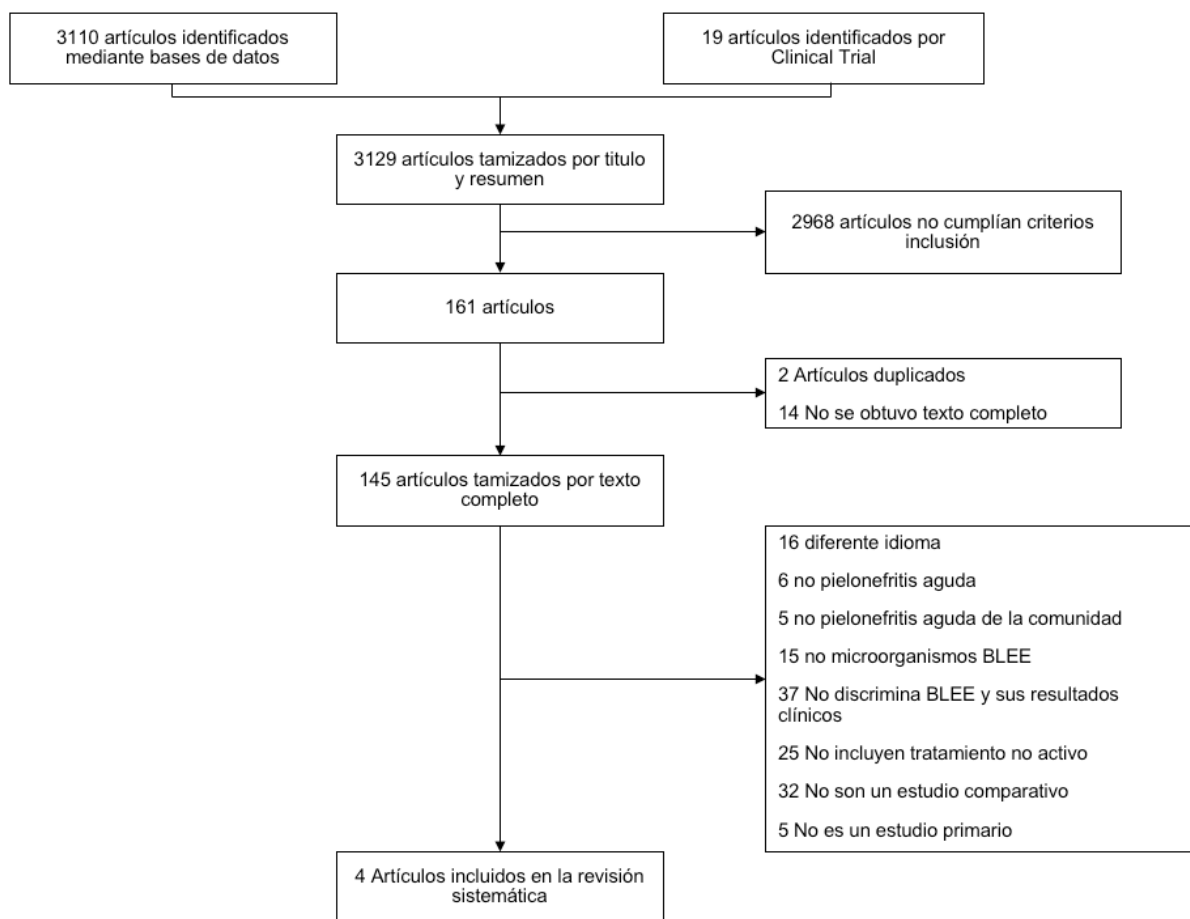 3110 artículos identificados
mediante bases de datos
19 artículos identificados por
Clinical Trial
3129 artículos tamizados por titulo
y resumen
2968 artículos no cumplían criterios
inclusión
161 artículos
2 Artículos duplicados
14 No se obtuvo texto completo
145 artículos tamizados por texto
completo
16 diferente idioma
6 no pielonefritis aguda
5 no pielonefritis aguda de la comunidad
15 no microorganismos BLEE
37 No discrimina BLEE y sus resultados
clínicos
25 No incluyen tratamiento no activo
32 No son un estudio comparativo
5 No es un estudio primario
4 Artículos incluidos en la revisión
sistemática